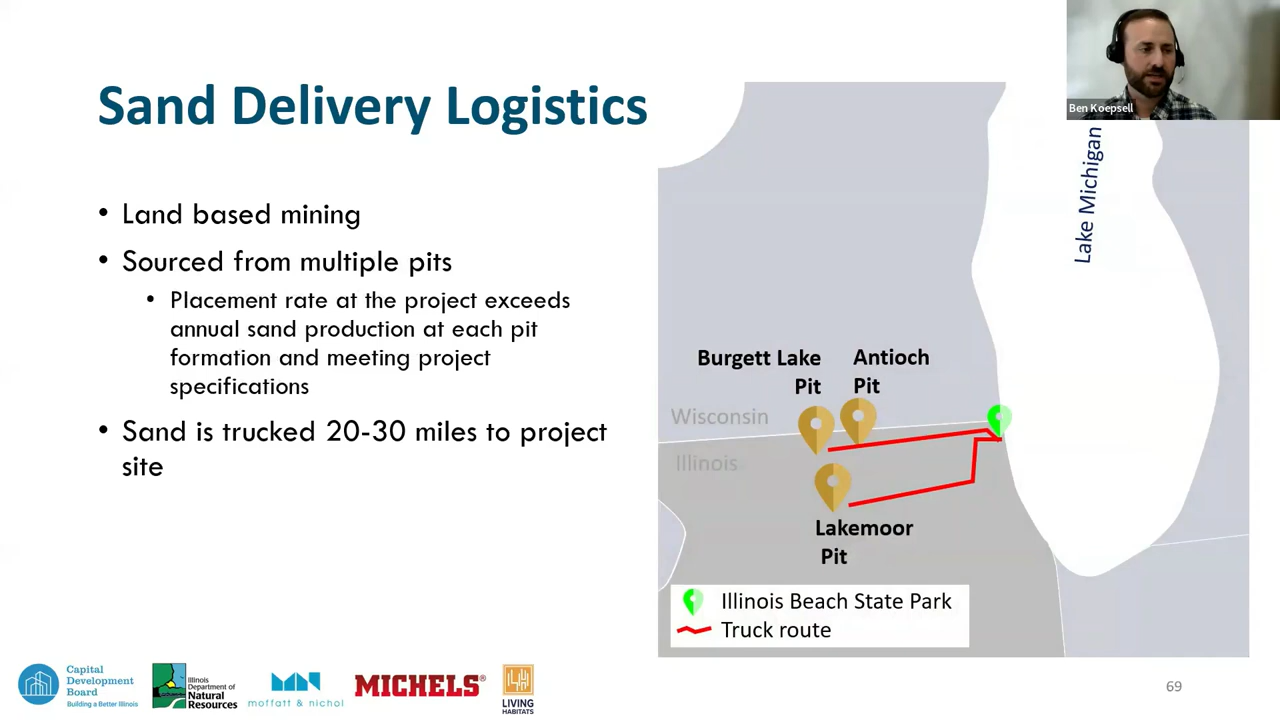 Ben Koepsell
Sand Delivery Logistics
• Land based mining
• Sourced from multiple pits
• Placement rate at the project exceeds
annual sand production at each pit
formation and meeting project
specifications
• Sand is trucked 20-30 miles to project
site
Lake Michigan
Burgett Lake
Pit
Antioch
Pit
Wisconsin
Illinois
Lakemoor
Pit
Illinois Beach State Park
Truck route
Capital
Development
Board
Building a Better Illinois
Illinois
Department of
Natural
Resources
moffatt & nichol
MICHELS®
LIVING
HABITATS
69